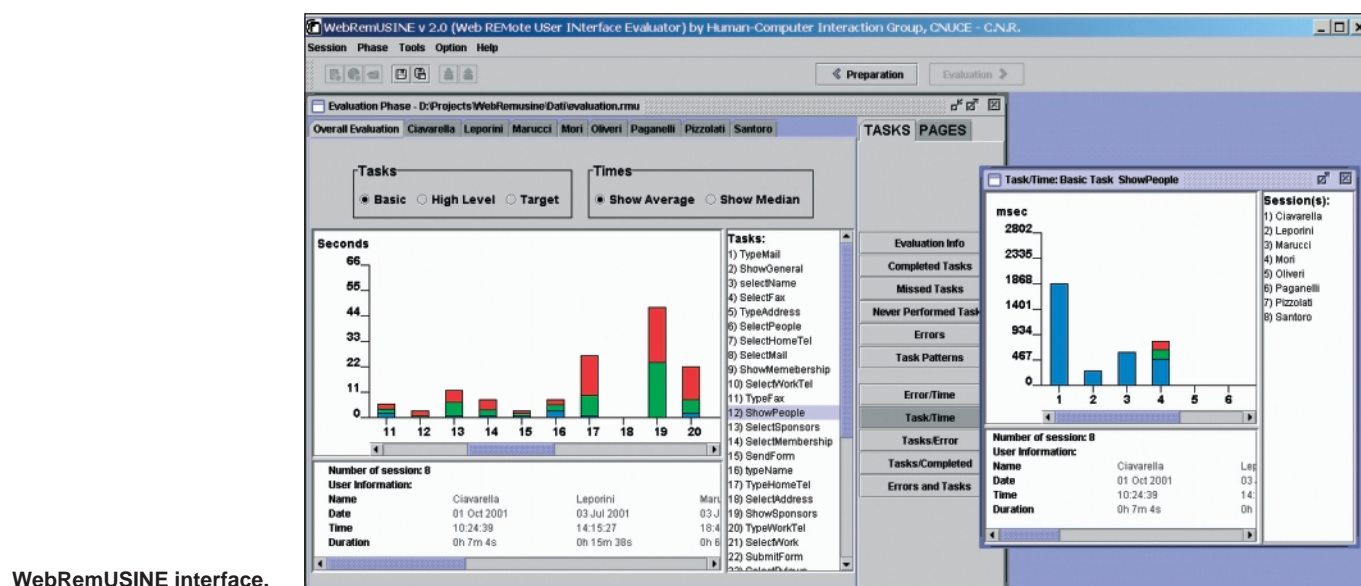 WebRemUSINE v 2.0 (Web REMote USer INterface Evaluator) by Human-Computer Interaction Group, CNUCE - C.N.R.
Session Phase Tools Option Help
Preparation Evaluation
Evaluation Phase - D:\Projects\WebRemusine\Dati\evaluation.rmu
Overall Evaluation Ciavarella Leporini Marucci Mori Oliveri Paganelli Pizzolati Santoro
Tasks
Basic High Level Target
Times
Show Average Show Median
Seconds
66
55
44
33
22
11
0
11 12 13 14 15 16 17 18 19 20
Tasks:
1) TypeMail
2) ShowGeneral
3) selectName
4) SelectFax
5) TypeAddress
6) SelectPeople
7) SelectHomeTel
8) SelectMail
9) ShowMemebership
10) SelectWorkTel
11) TypeFax
12) ShowPeople
13) SelectSponsors
14) SelectMembership
15) SendForm
16) typeName
17) TypeHomeTel
18) SelectAddress
19) ShowSponsors
20) TypeWorkTel
21) SelectWork
22) SubmitForm
Number of session: 8
User Information:
Name Ciavarella Leporini Maru
Date 01 Oct 2001 03 Jul 2001 03 J
Time 10:24:39 14:15:27 18:4
Duration 0h 7m 4s 0h 15m 38s 0h 6
TASKS PAGES
Evaluation Info
Completed Tasks
Missed Tasks
Never Performed Task
Errors
Task Patterns
Error/Time
Task/Time
Tasks/Error
Tasks/Completed
Errors and Tasks
Task/Time: Basic Task ShowPeople
msec
2802
2335
1868
1401
934
467
0
1 2 3 4 5 6
Session(s):
1) Ciavarella
2) Leporini
3) Marucci
4) Mori
5) Oliveri
6) Paganelli
7) Pizzolati
8) Santoro
Number of session: 8
User Information:
Name Ciavarella Lep
Date 01 Oct 2001 03
Time 10:24:39 14:
Duration 0h 7m 4s 0h
WebRemUSINE interface.